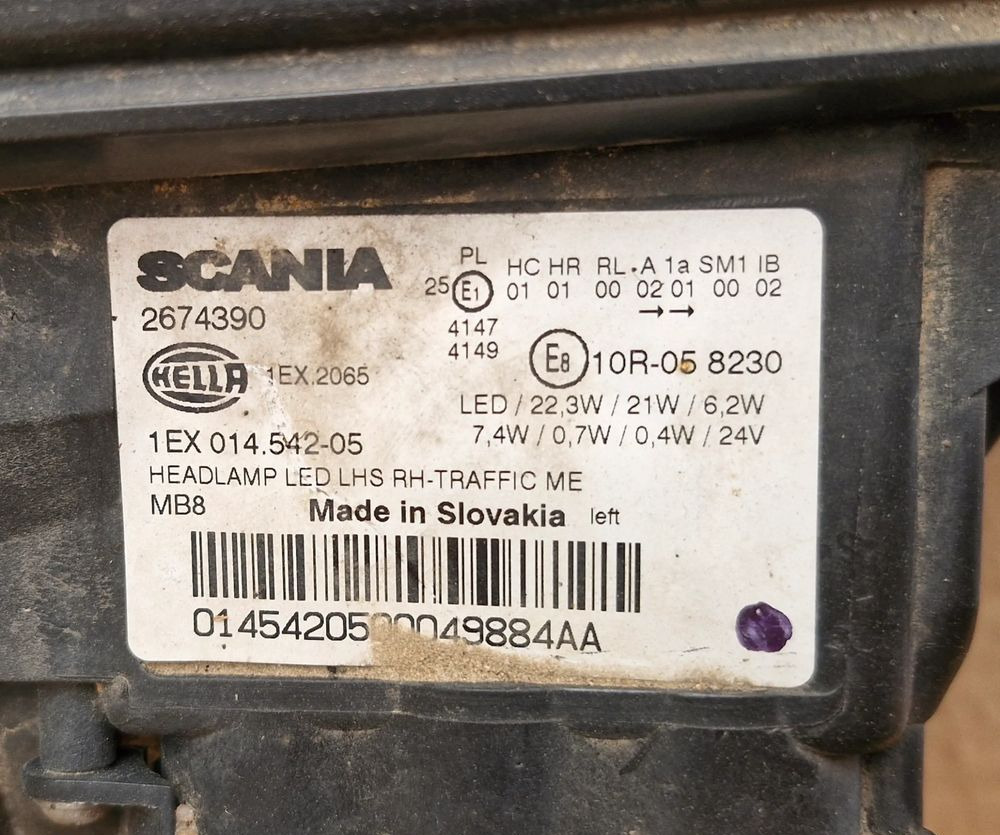 SCANIA
2674390
HELLA 1EX.2065
1EX 014.542-05
HEADLAMP LED LHS RH-TRAFFIC ME
MB8 Made in Slovakia left
PL HC HR RL.A 1a SM1 IB
25 E1 01 01 00 02 01 00 02
→→
4147
4149
E8 10R-05 8230
LED / 22,3W / 21W / 6,2W
7,4W / 0,7W / 0,4W / 24V